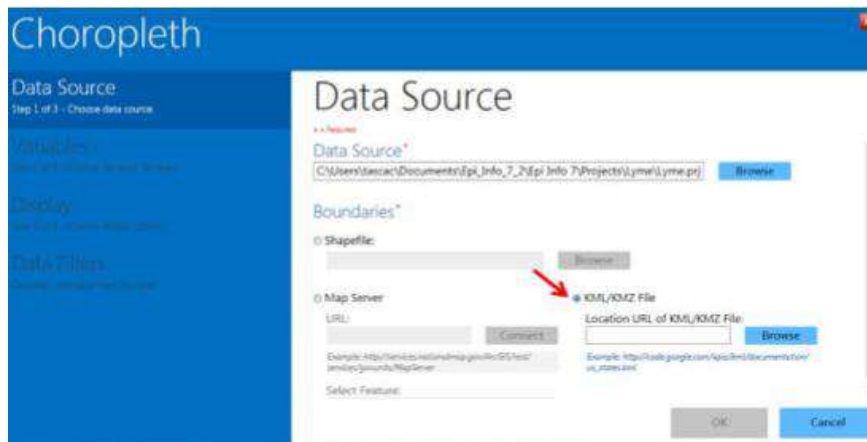 Choropleth
Data Source
Step 1 of 3 - Choose data source.
Variables
Display
Data Filters
Data Source
Data Source*
C:\Users\tascac\Documents\Epi_Info_7_2\Epi Info 7\Projects\Lyme\Lyme.prj
Browse
Boundaries*
Shapefile:
Browse
Map Server
URL:
Connect
Select Feature:
KML/KMZ File
Location URL of KML/KMZ File:
Browse
OK
Cancel